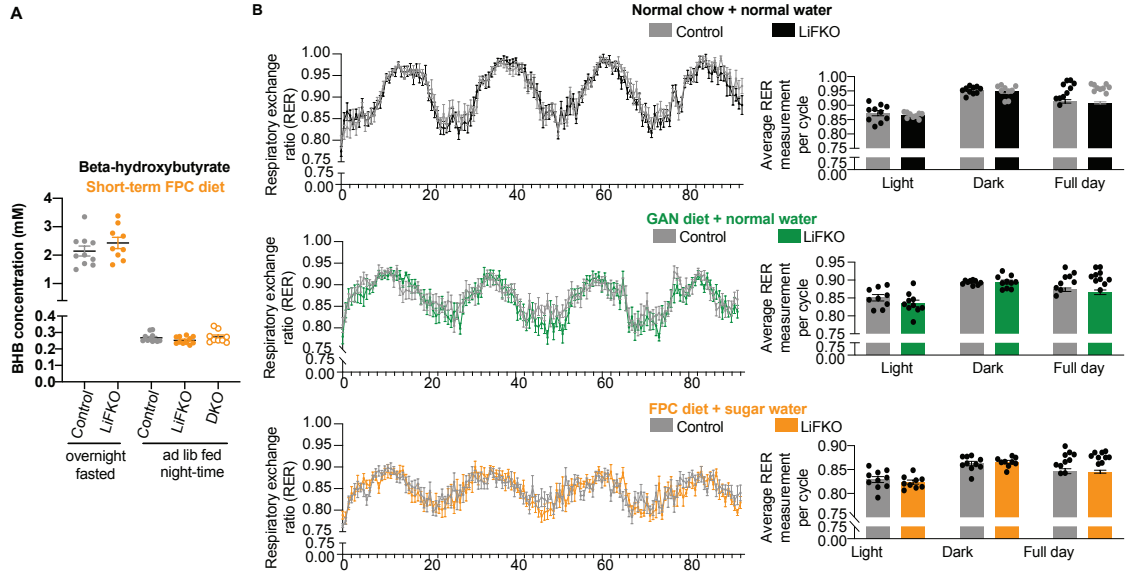 A
Beta-hydroxybutyrate
Short-term FPC diet
BHB concentration (mM)
4
3
2
1
0.4
0.3
0.2
0.1
0.0
Control
LiFKO
Control
LiFKO
DKO
overnight
fasted
ad lib fed
night-time
B
Normal chow + normal water
Control
LiFKO
Respiratory exchange
ratio (RER)
1.00
0.95
0.90
0.85
0.80
0.75
0.75
0.00
0
20
40
60
80
Average RER
measurement
per cycle
1.00
0.95
0.90
0.85
0.80
0.75
0.00
Light
Dark
Full day
GAN diet + normal water
Control
LiFKO
Respiratory exchange
ratio (RER)
1.00
0.95
0.90
0.85
0.80
0.75
0.00
0
20
40
60
80
Average RER
measurement
per cycle
0.95
0.90
0.85
0.80
0.75
0.00
Light
Dark
Full day
FPC diet + sugar water
Control
LiFKO
Respiratory exchange
ratio (RER)
1.00
0.95
0.90
0.85
0.80
0.75
0.75
0.00
0
20
40
60
80
Average RER
measurement
per cycle
0.90
0.85
0.80
0.75
0.00
Light
Dark
Full day